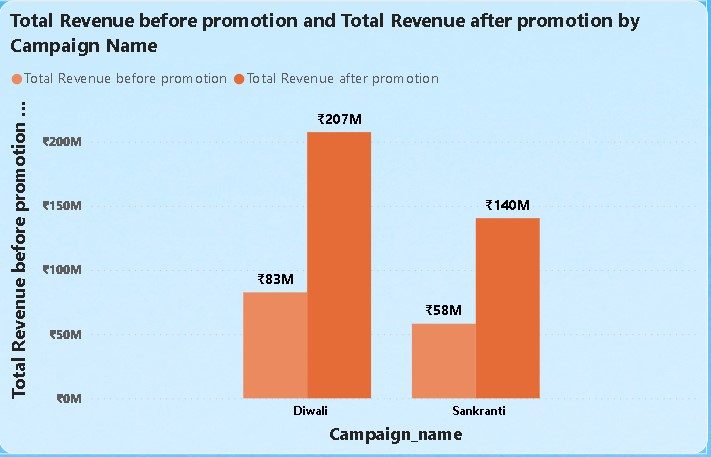 Total Revenue before promotion and Total Revenue after promotion by
Campaign Name
Total Revenue before promotion Total Revenue after promotion
Total Revenue before promotion ...
₹200M
₹150M
₹100M
₹50M
₹0M
₹83M
₹207M
₹58M
₹140M
Diwali
Sankranti
Campaign_name